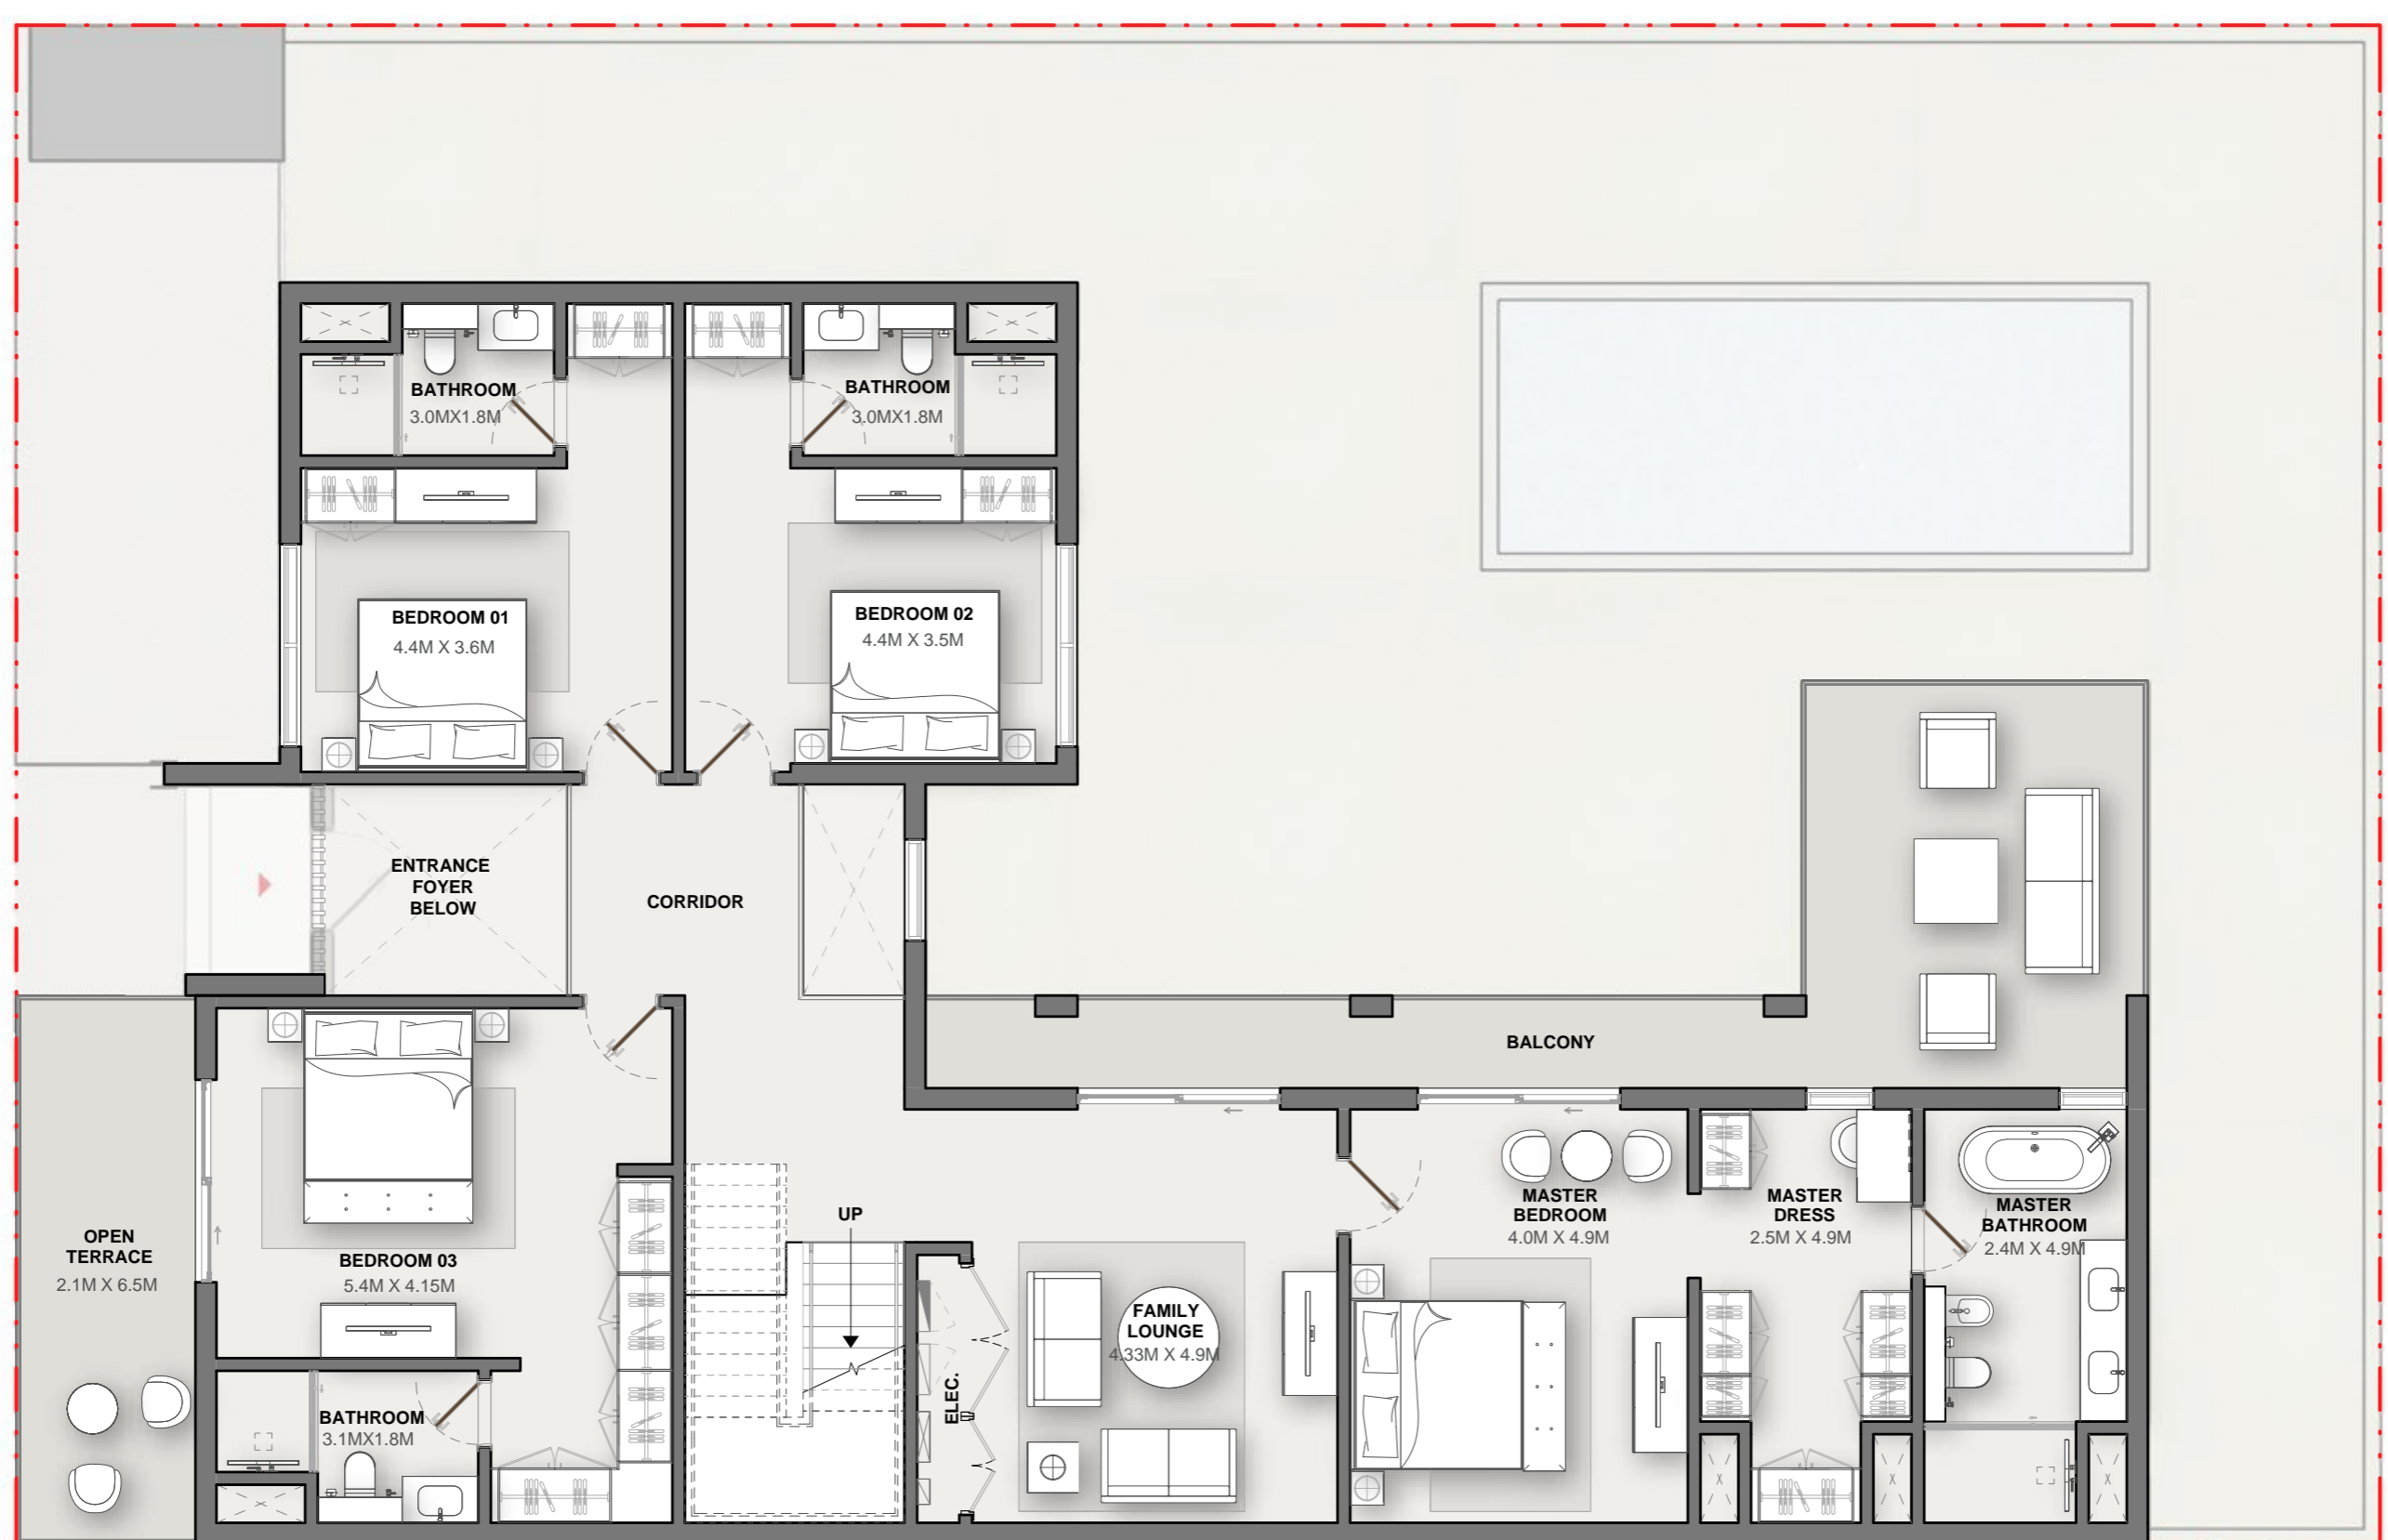 BATHROOM
3.0MX1.8M
BATHROOM
3.0MX1.8M
BEDROOM 01
4.4M X 3.6M
BEDROOM 02
4.4M X 3.5M
ENTRANCE
FOYER
BELOW
CORRIDOR
BALCONY
OPEN
TERRACE
2.1M X 6.5M
BEDROOM 03
5.4M X 4.15M
BATHROOM
3.1MX1.8M
UP
ELEC.
FAMILY
LOUNGE
4.33M X 4.9M
MASTER
BEDROOM
4.0M X 4.9M
MASTER
DRESS
2.5M X 4.9M
MASTER
BATHROOM
2.4M X 4.9M